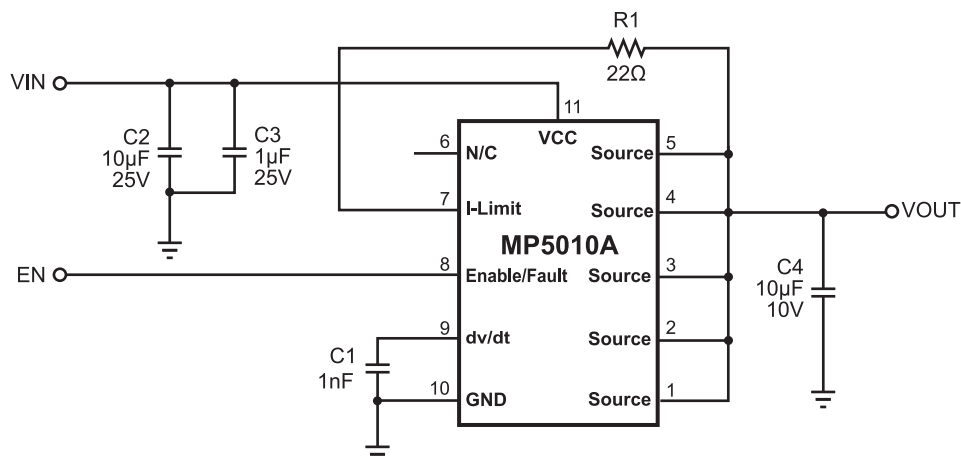 R1
22Ω
VIN
11
VCC
C2
10µF
25V
C3
1µF
25V
6
N/C
Source
5
7
I-Limit
Source
4
VOUT
MP5010A
EN
8
Enable/Fault
Source
3
C4
10µF
10V
9
dv/dt
Source
2
C1
1nF
10
GND
Source
1